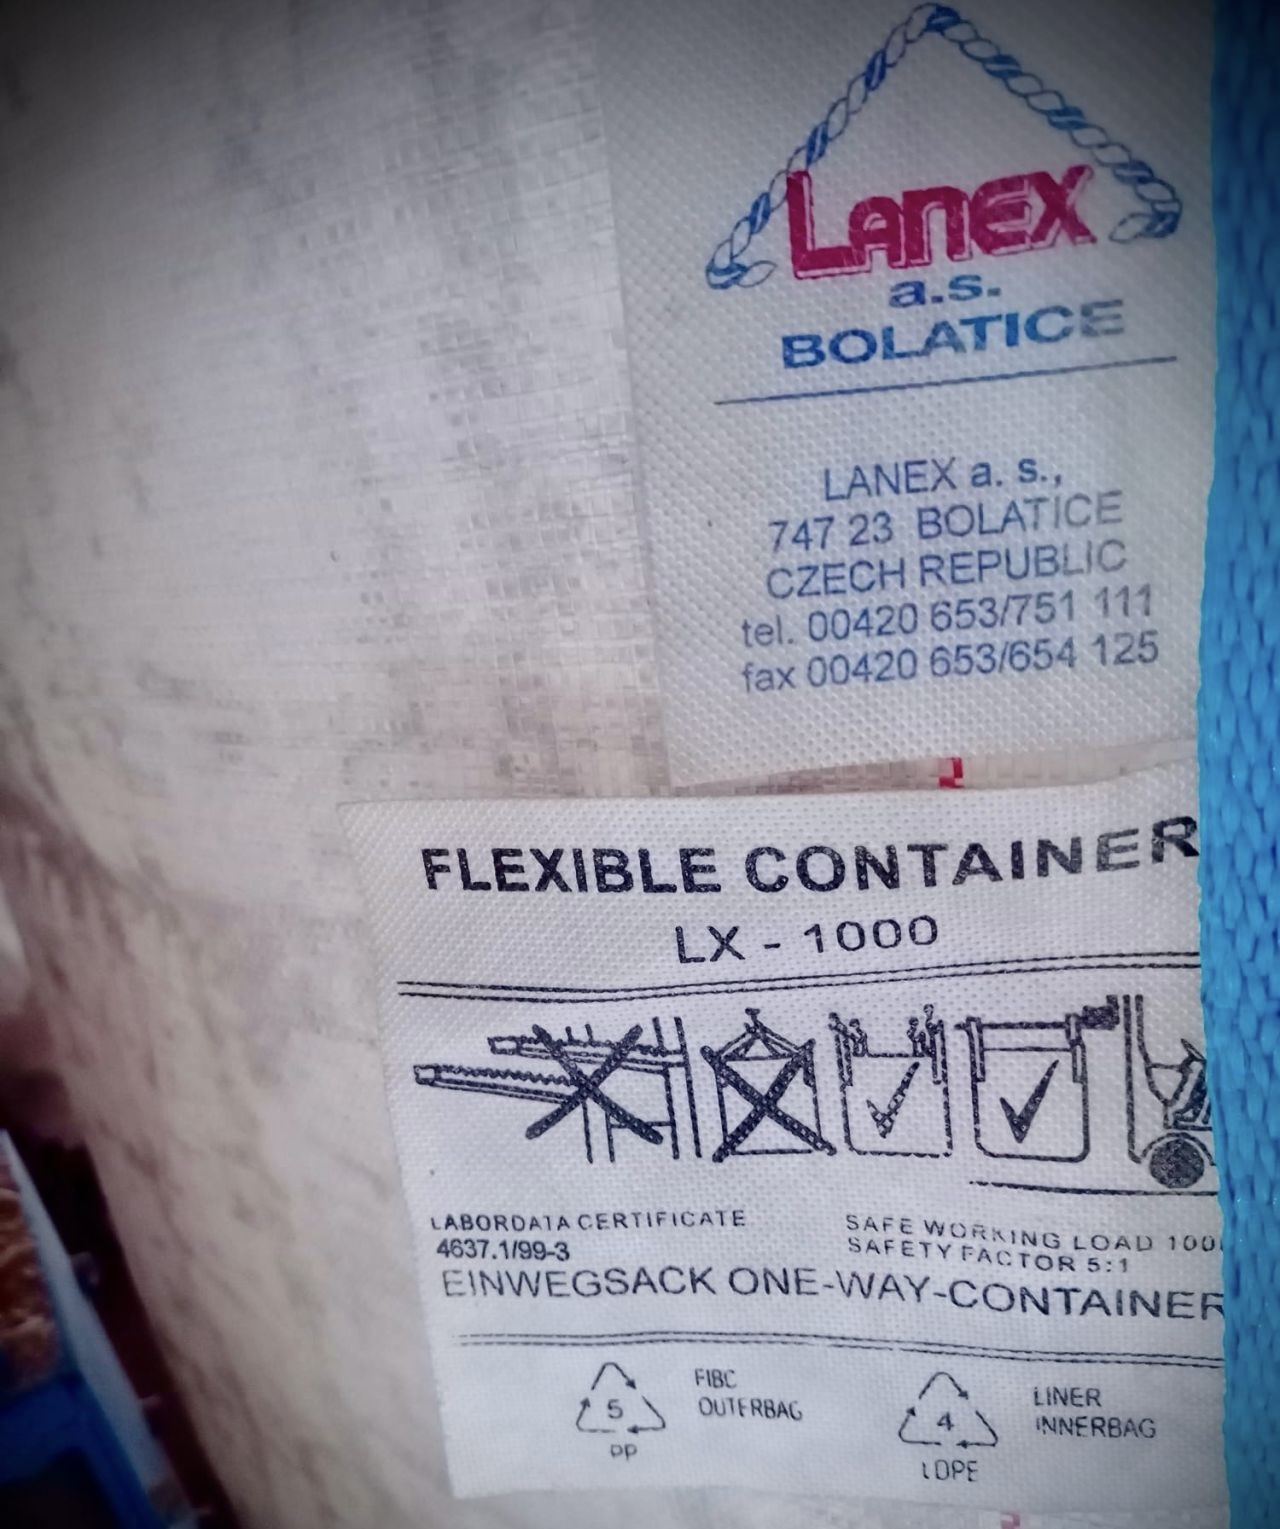 LANEX
a.s.
BOLATICE
LANEX a. s.,
747 23 BOLATICE
CZECH REPUBLIC
tel. 00420 653/751 111
fax 00420 653/654 125
FLEXIBLE CONTAINER
LX - 1000
LABORDATA CERTIFICATE
4637.1/99-3
SAFE WORKING LOAD
SAFETY FACTOR 5:1
EINWEGSACK ONE-WAY-CONTAINER
5
PP
FIBC
OUTERBAG
4
LDPE
LINER
INNERBAG